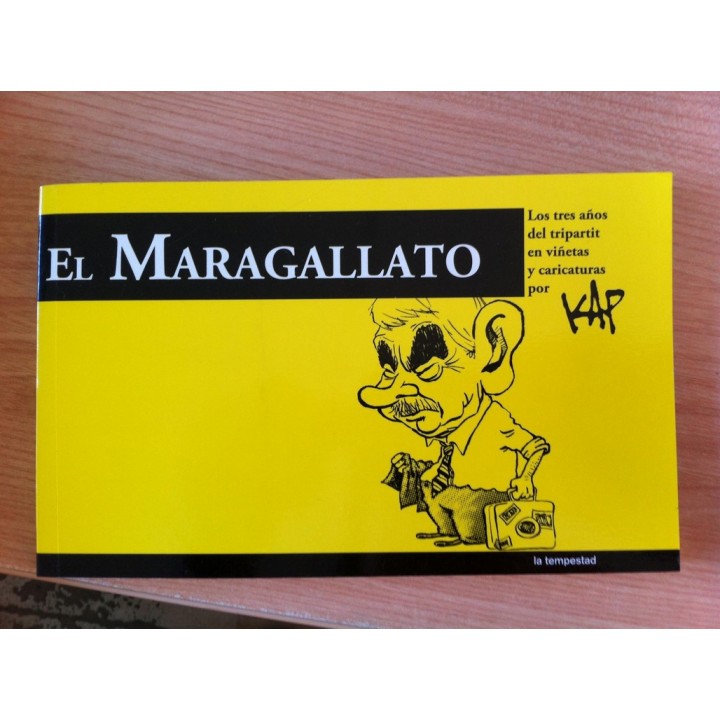 EL MARAGALLATO
Los tres años
del tripartit
en viñetas
y caricaturas
por
KAP
la tempestad